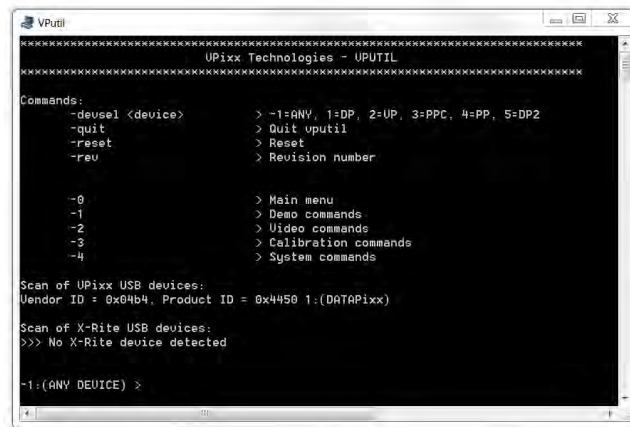 VPutil
*******************************************************************************
VPixx Technologies - VPUTIL
*******************************************************************************
Commands:
-devsel <device> > -1=ANY, 1=DP, 2=VP, 3=PPC, 4=PP, 5=DP2
-quit > Quit vputil
-reset > Reset
-rev > Revision number
-0 > Main menu
-1 > Demo commands
-2 > Video commands
-3 > Calibration commands
-4 > System commands
Scan of VPixx USB devices:
Vendor ID = 0x04b4, Product ID = 0x4450 1:(DATAPixx)
Scan of X-Rite USB devices:
>>> No X-Rite device detected
-1:(ANY DEVICE) >